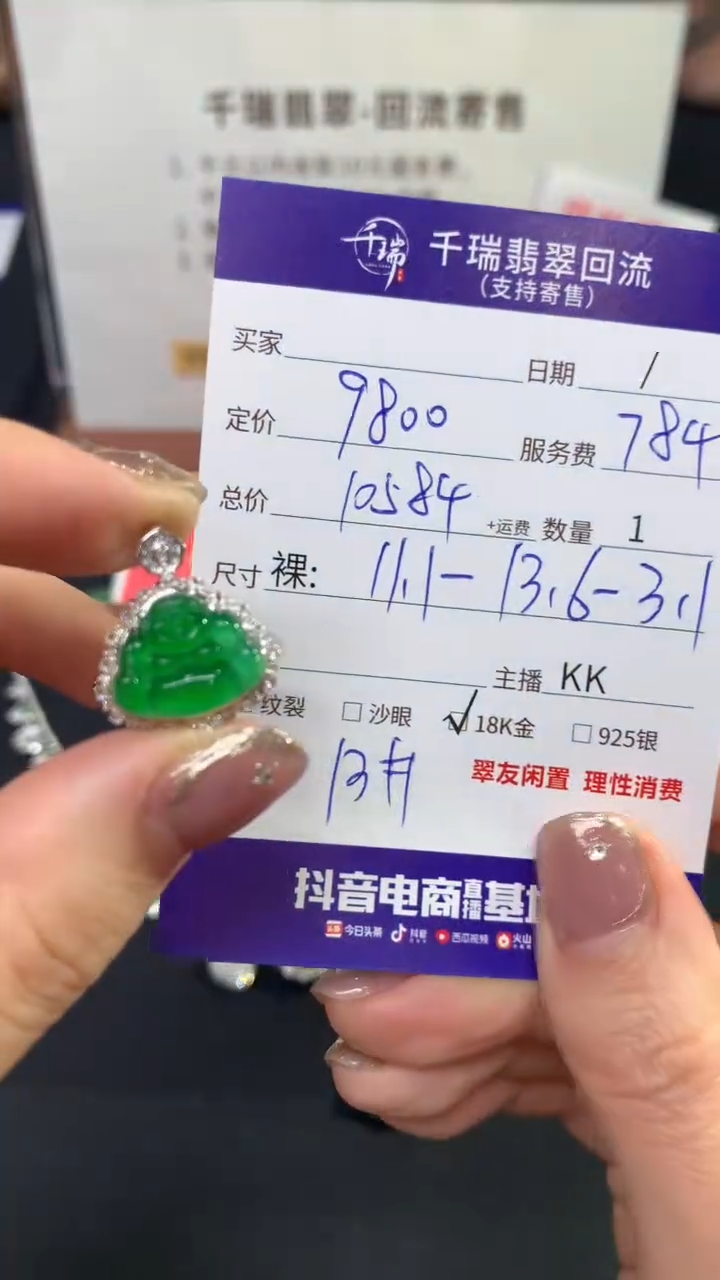 千瑞翡翠·回流寄售
千瑞 千瑞翡翠回流
(支持寄售)
买家 日期 /
定价 9800 服务费 784
总价 10584 +运费 数量 1
尺寸 裸: 11.1-13.6-3.1
主播 KK
纹裂 沙眼 18K金 925银
翠友闲置 理性消费
抖音电商直播基
头条 今日头条 抖音 西瓜视频 火山